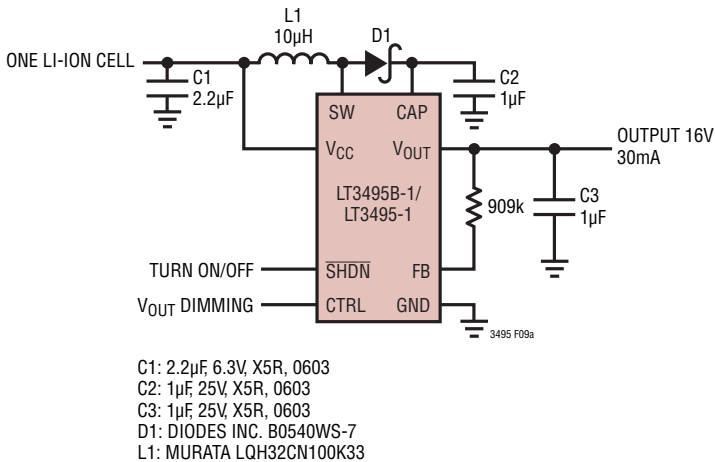 L1
10µH
D1
ONE LI-ION CELL
C1
2.2µF
C2
1µF
SW
CAP
VCC
VOUT
OUTPUT 16V
30mA
LT3495B-1/
LT3495-1
909k
C3
1µF
TURN ON/OFF
SHDN
FB
VOUT DIMMING
CTRL
GND
3495 F09a
C1: 2.2µF, 6.3V, X5R, 0603
C2: 1µF, 25V, X5R, 0603
C3: 1µF, 25V, X5R, 0603
D1: DIODES INC. B0540WS-7
L1: MURATA LQH32CN100K33